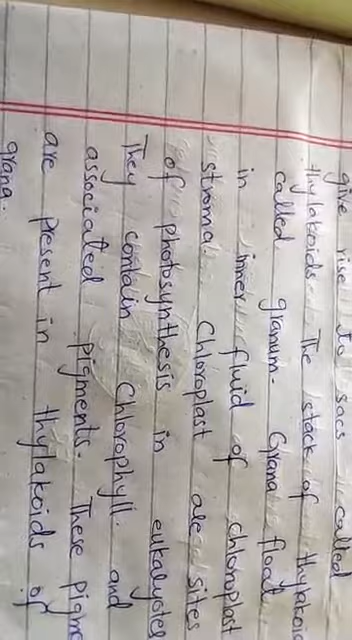 give rise to sacs called
thylakoids. The stack of thylakoid
called granum. Grana float
in inner fluid of chloroplast
stroma. Chloroplast are sites
of photosynthesis in eukaryotes
They contain Chlorophyll and
associated pigments. These pigme
are present in thylakoids of
grana.